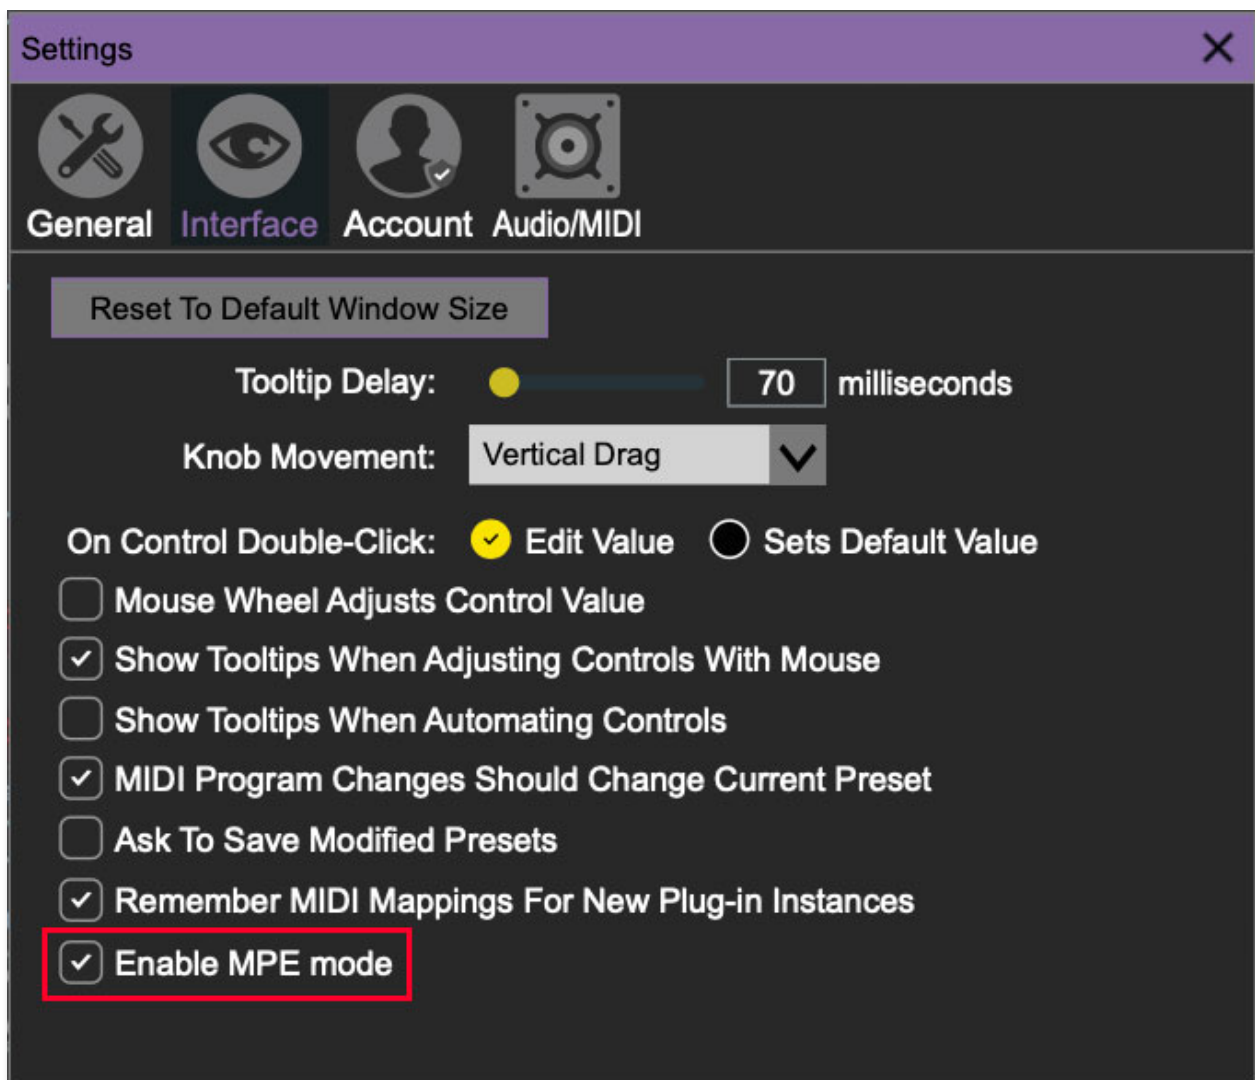 Settings
General Interface Account Audio/MIDI
Reset To Default Window Size
Tooltip Delay: 70 milliseconds
Knob Movement: Vertical Drag
On Control Double-Click: Edit Value Sets Default Value
Mouse Wheel Adjusts Control Value
Show Tooltips When Adjusting Controls With Mouse
Show Tooltips When Automating Controls
MIDI Program Changes Should Change Current Preset
Ask To Save Modified Presets
Remember MIDI Mappings For New Plug-in Instances
Enable MPE mode